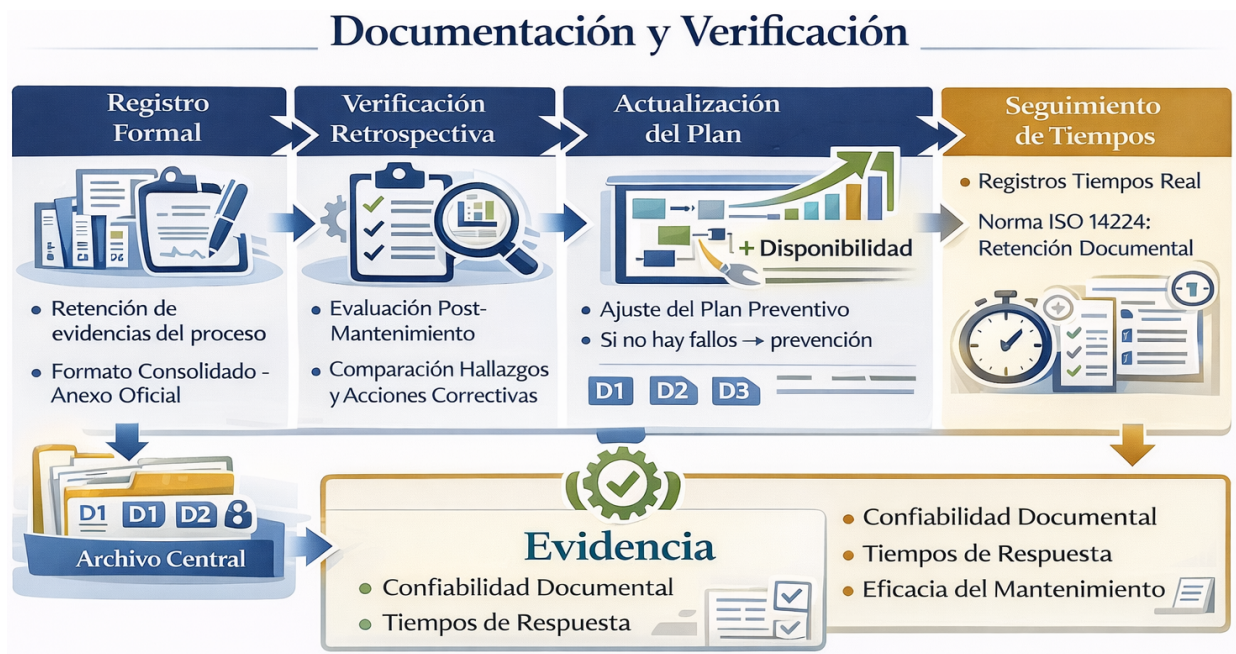 Documentación y Verificación
Registro
Formal
Verificación
Retrospectiva
Actualización
del Plan
Seguimiento
de Tiempos
• Retención de
evidencias del proceso
• Formato Consolidado -
Anexo Oficial
• Evaluación Post-
Mantenimiento
• Comparación Hallazgos
y Acciones Correctivas
+ Disponibilidad
• Ajuste del Plan Preventivo
• Si no hay fallos → prevención
D1 D2 D3
• Registros Tiempos Real
Norma ISO 14224:
Retención Documental
D1 D1 D2
Archivo Central
Evidencia
• Confiabilidad Documental
• Tiempos de Respuesta
• Confiabilidad Documental
• Tiempos de Respuesta
• Eficacia del Mantenimiento